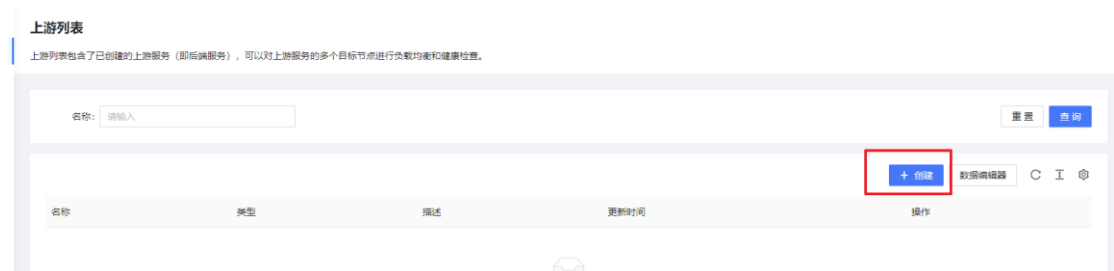 上游列表
上游列表包含了已创建的上游服务（即后端服务），可以对上游服务的多个目标节点进行负载均衡和健康检查。
名称: 请输入 重置 查询
+ 创建 数据编辑器
名称 类型 描述 更新时间 操作